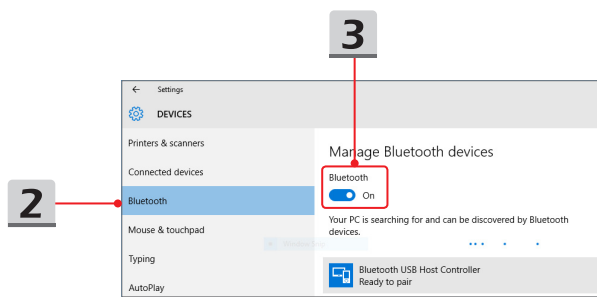 3
← Settings
DEVICES
Printers & scanners
Connected devices
Bluetooth
Mouse & touchpad
Typing
AutoPlay
2
Manage Bluetooth devices
Bluetooth
On
Your PC is searching for and can be discovered by Bluetooth
devices.
Bluetooth USB Host Controller
Ready to pair